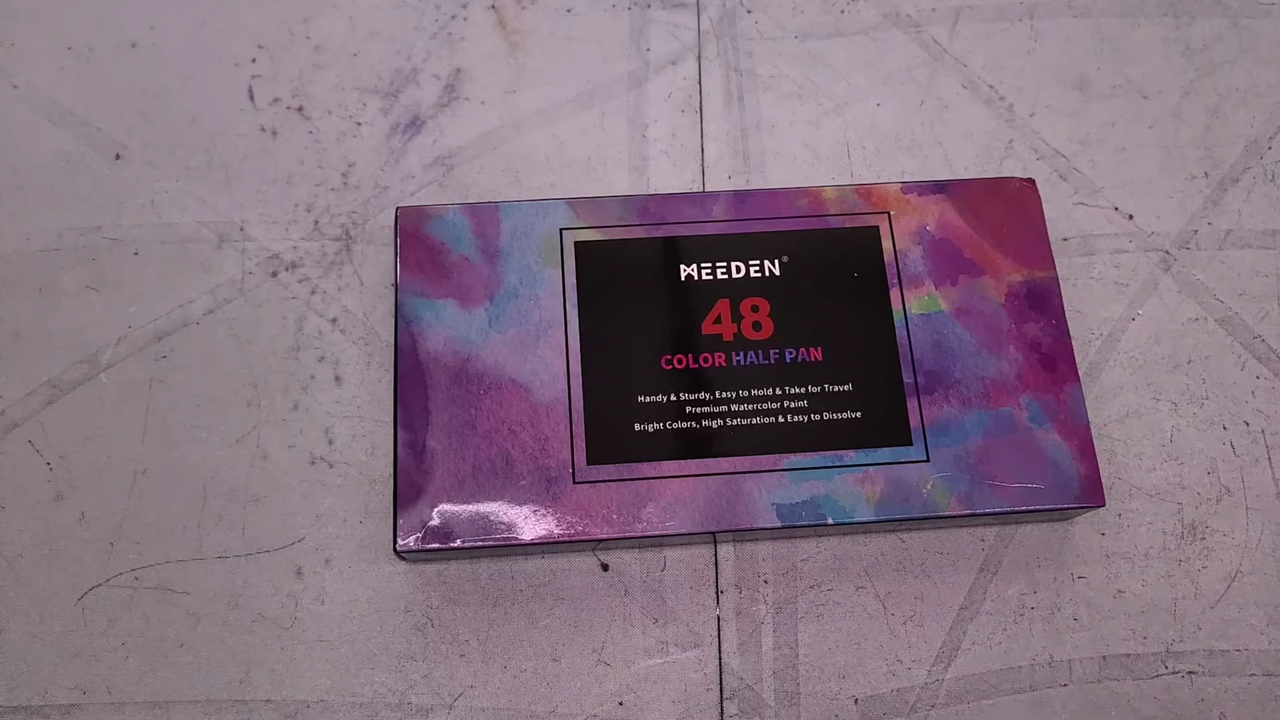 MEEDEN®
48
COLOR HALF PAN
Handy & Sturdy, Easy to Hold & Take for Travel
Premium Watercolor Paint
Bright Colors, High Saturation & Easy to Dissolve